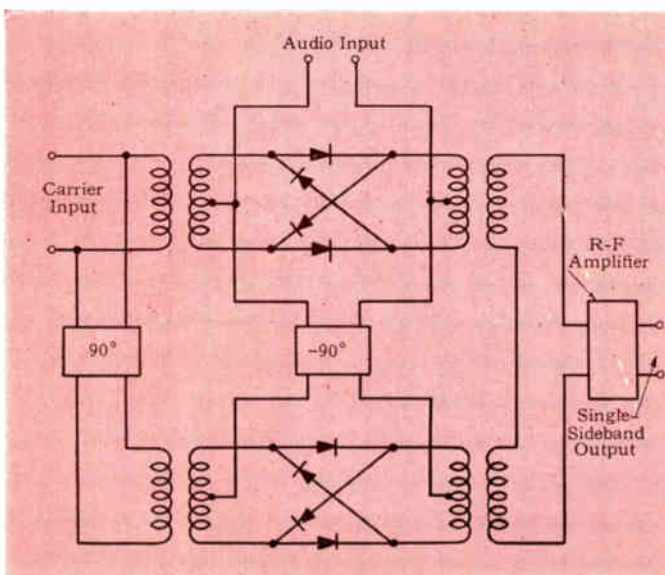 Audio Input
Carrier
Input
R-F
Amplifier
90°
-90°
Single-
Sideband
Output